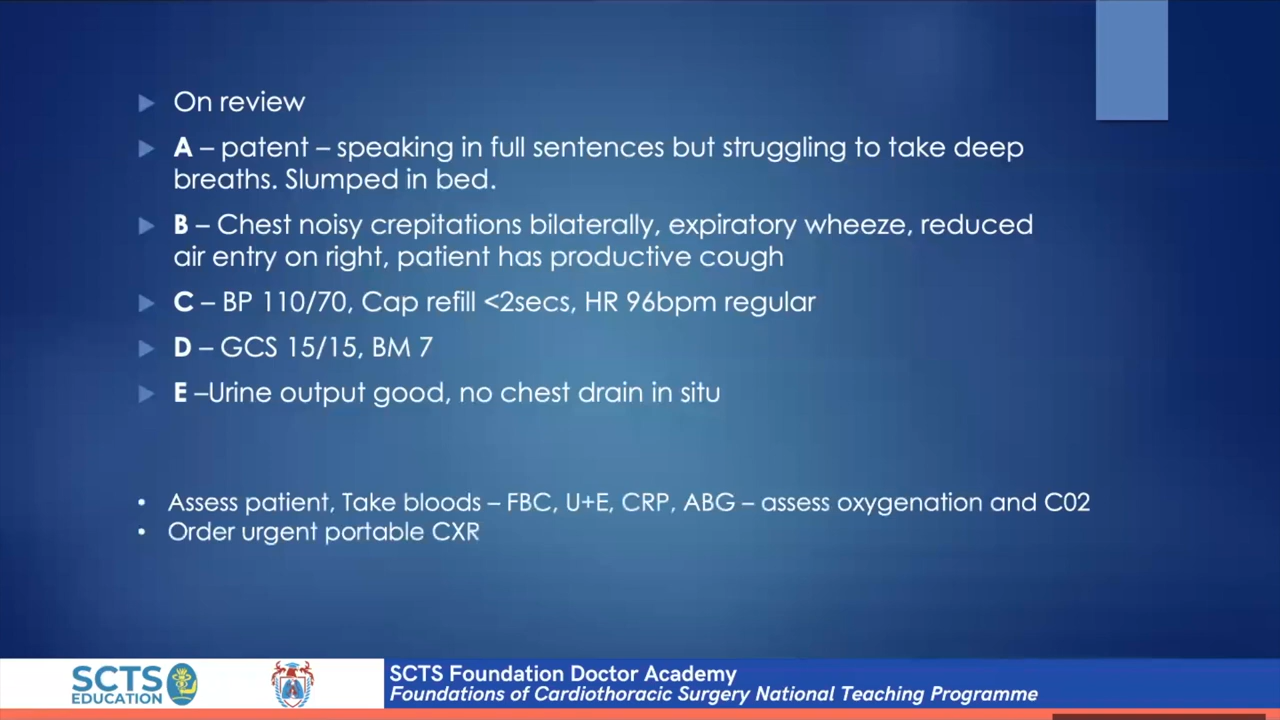 On review
A – patent – speaking in full sentences but struggling to take deep
breaths. Slumped in bed.
B – Chest noisy crepitations bilaterally, expiratory wheeze, reduced
air entry on right, patient has productive cough
C – BP 110/70, Cap refill <2secs, HR 96bpm regular
D – GCS 15/15, BM 7
E –Urine output good, no chest drain in situ
• Assess patient, Take bloods – FBC, U+E, CRP, ABG – assess oxygenation and C02
• Order urgent portable CXR
SCTS
EDUCATION
SCTS Foundation Doctor Academy
Foundations of Cardiothoracic Surgery National Teaching Programme